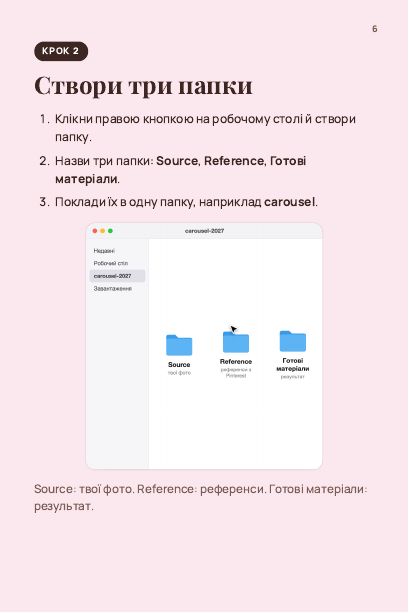 6
КРОК 2
Створи три папки
1. Клікни правою кнопкою на робочому столі й створи
папку.
2. Назви три папки: Source, Reference, Готові
матеріали.
3. Поклади їх в одну папку, наприклад carousel.
carousel-2027
Недавні
Робочий стіл
carousel-2027
Завантаження
Source
твої фото
Reference
референси з
Pinterest
Готові
матеріали
результат
Source: твої фото. Reference: референси. Готові матеріали:
результат.